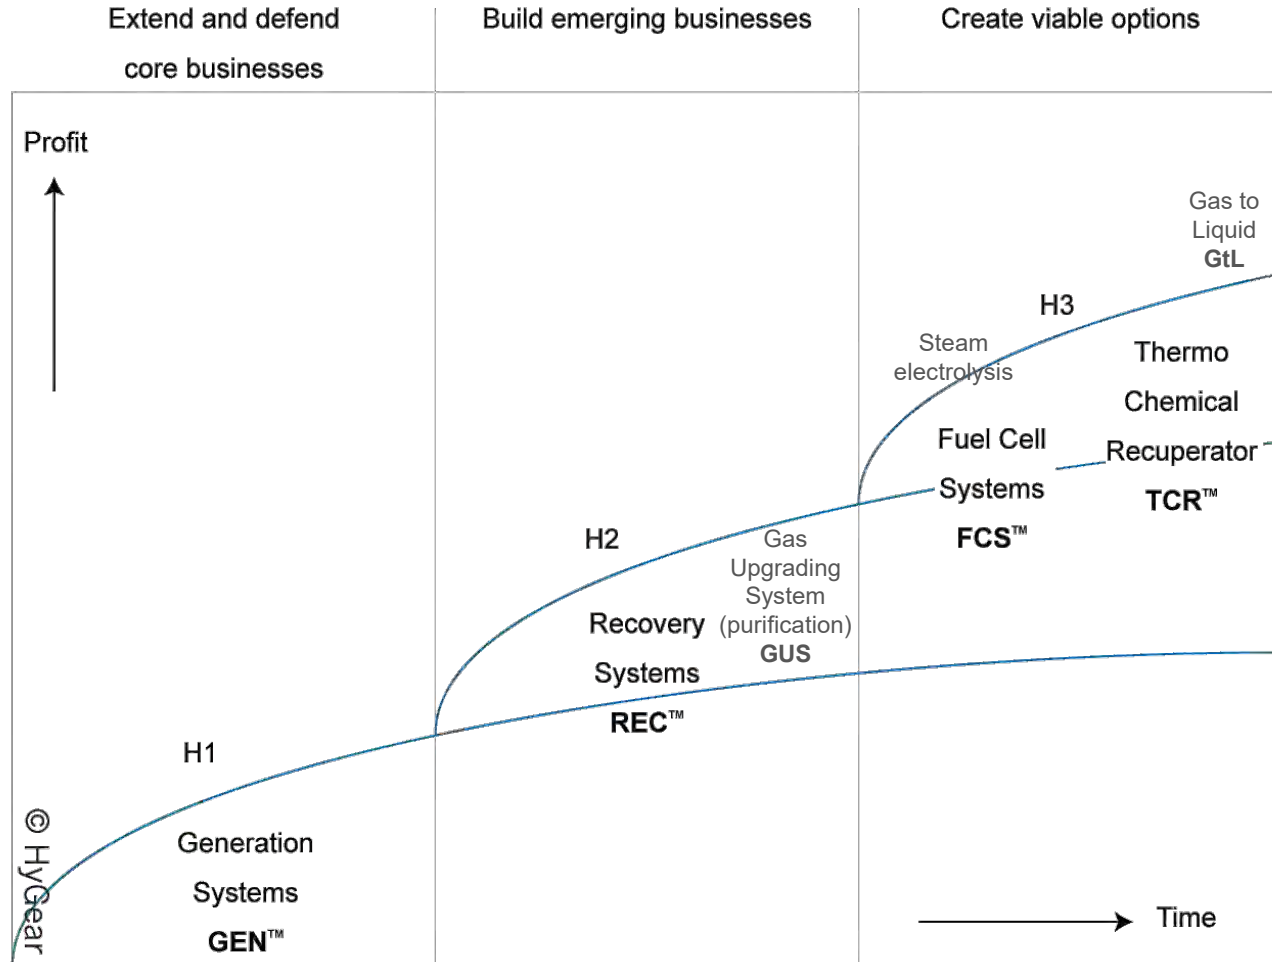 Extend and defend
core businesses
Build emerging businesses
Create viable options
Profit
Gas to
Liquid
GtL
H3
Steam
electrolysis
Thermo
Chemical
Recuperator
TCR™
Fuel Cell
Systems
FCS™
H2
Gas
Upgrading
System
(purification)
GUS
Recovery
Systems
REC™
H1
Generation
Systems
GEN™
© HyGear
Time